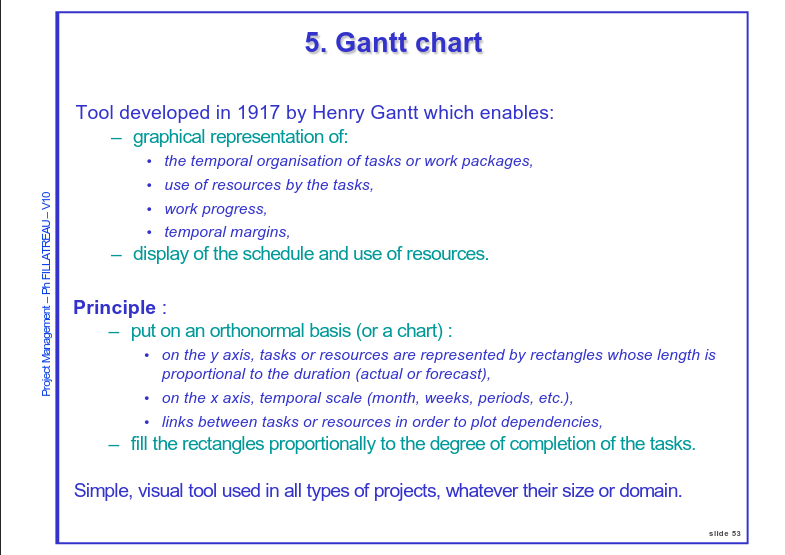 5. Gantt chart
Tool developed in 1917 by Henry Gantt which enables:
– graphical representation of:
• the temporal organisation of tasks or work packages,
• use of resources by the tasks,
• work progress,
• temporal margins,
– display of the schedule and use of resources.
Principle :
– put on an orthonormal basis (or a chart) :
• on the y axis, tasks or resources are represented by rectangles whose length is
proportional to the duration (actual or forecast),
• on the x axis, temporal scale (month, weeks, periods, etc.),
• links between tasks or resources in order to plot dependencies,
– fill the rectangles proportionally to the degree of completion of the tasks.
Simple, visual tool used in all types of projects, whatever their size or domain.
Project Management – Ph FILLATREAU – V10
slide 53